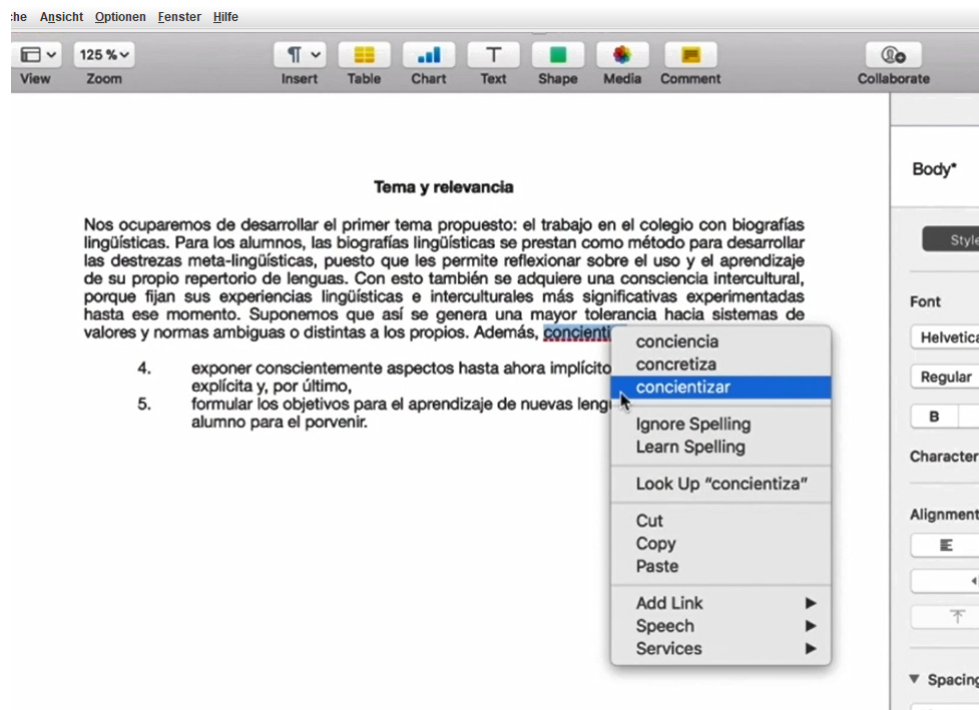 che Ansicht Optionen Fenster Hilfe
125 %
View Zoom Insert Table Chart Text Shape Media Comment Collaborate
Tema y relevancia
Nos ocuparemos de desarrollar el primer tema propuesto: el trabajo en el colegio con biografías
lingüísticas. Para los alumnos, las biografías lingüísticas se prestan como método para desarrollar
las destrezas meta-lingüísticas, puesto que les permite reflexionar sobre el uso y el aprendizaje
de su propio repertorio de lenguas. Con esto también se adquiere una consciencia intercultural,
porque fijan sus experiencias lingüísticas e interculturales más significativas experimentadas
hasta ese momento. Suponemos que así se genera una mayor tolerancia hacia sistemas de
valores y normas ambiguas o distintas a los propios. Además, concienti
4. exponer conscientemente aspectos hasta ahora implícito
explícita y, por último,
5. formular los objetivos para el aprendizaje de nuevas leng
alumno para el porvenir.
conciencia
concretiza
concientizar
Ignore Spelling
Learn Spelling
Look Up “concientiza”
Cut
Copy
Paste
Add Link
Speech
Services
Body*
Style
Font
Helvetica
Regular
B
Character
Alignment
Spacing